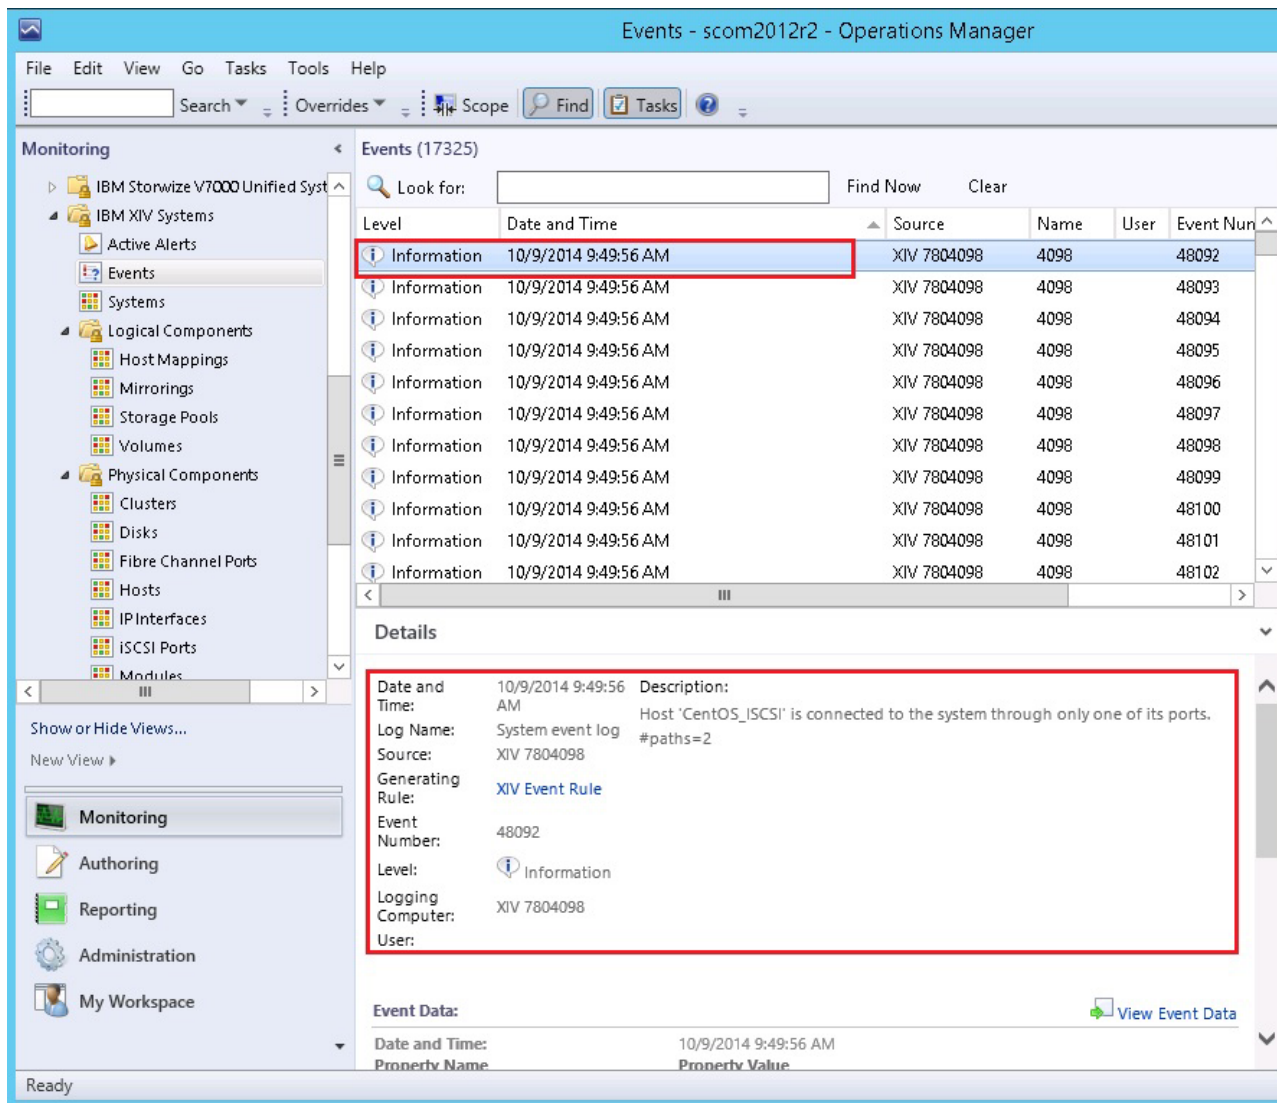 Events - scom2012r2 - Operations Manager
File Edit View Go Tasks Tools Help
Search Overrides Scope Find Tasks
Monitoring
IBM Storwize V7000 Unified Syst
IBM XIV Systems
Active Alerts
Events
Systems
Logical Components
Host Mappings
Mirrorings
Storage Pools
Volumes
Physical Components
Clusters
Disks
Fibre Channel Ports
Hosts
IP Interfaces
iSCSI Ports
Modules
Show or Hide Views...
New View
Monitoring
Authoring
Reporting
Administration
My Workspace
Events (17325)
Look for: Find Now Clear
Level Date and Time Source Name User Event Nun
Information 10/9/2014 9:49:56 AM XIV 7804098 4098 48092
Information 10/9/2014 9:49:56 AM XIV 7804098 4098 48093
Information 10/9/2014 9:49:56 AM XIV 7804098 4098 48094
Information 10/9/2014 9:49:56 AM XIV 7804098 4098 48095
Information 10/9/2014 9:49:56 AM XIV 7804098 4098 48096
Information 10/9/2014 9:49:56 AM XIV 7804098 4098 48097
Information 10/9/2014 9:49:56 AM XIV 7804098 4098 48098
Information 10/9/2014 9:49:56 AM XIV 7804098 4098 48099
Information 10/9/2014 9:49:56 AM XIV 7804098 4098 48100
Information 10/9/2014 9:49:56 AM XIV 7804098 4098 48101
Information 10/9/2014 9:49:56 AM XIV 7804098 4098 48102
Details
Date and
Time:
10/9/2014 9:49:56
AM
Log Name: System event log
Source: XIV 7804098
Generating
Rule:
XIV Event Rule
Event
Number:
48092
Level: Information
Logging
Computer:
XIV 7804098
User:
Description:
Host 'CentOS_ISCSI' is connected to the system through only one of its ports.
#paths=2
Event Data: View Event Data
Date and Time: 10/9/2014 9:49:56 AM
Property Name Property Value
Ready